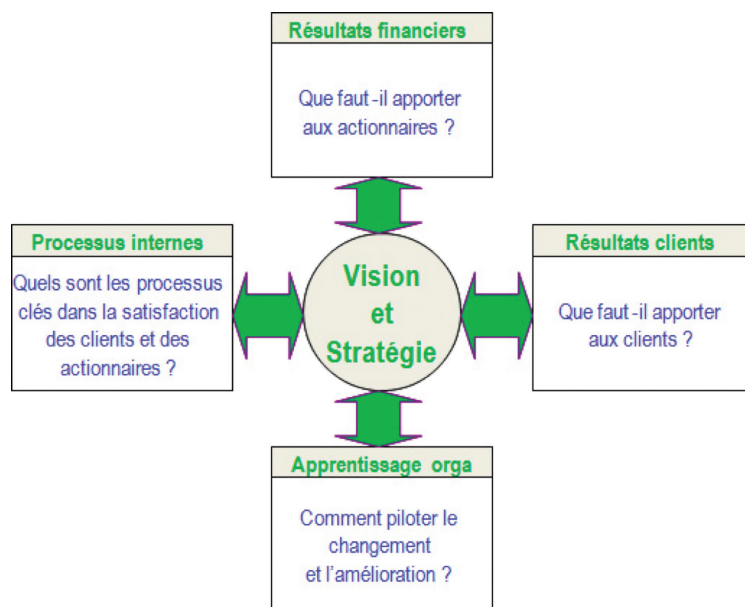 Résultats financiers
Que faut-il apporter
aux actionnaires ?
Processus internes
Quels sont les processus
clés dans la satisfaction
des clients et des
actionnaires ?
Vision
et
Stratégie
Résultats clients
Que faut-il apporter
aux clients ?
Apprentissage orga
Comment piloter le
changement
et l'amélioration ?